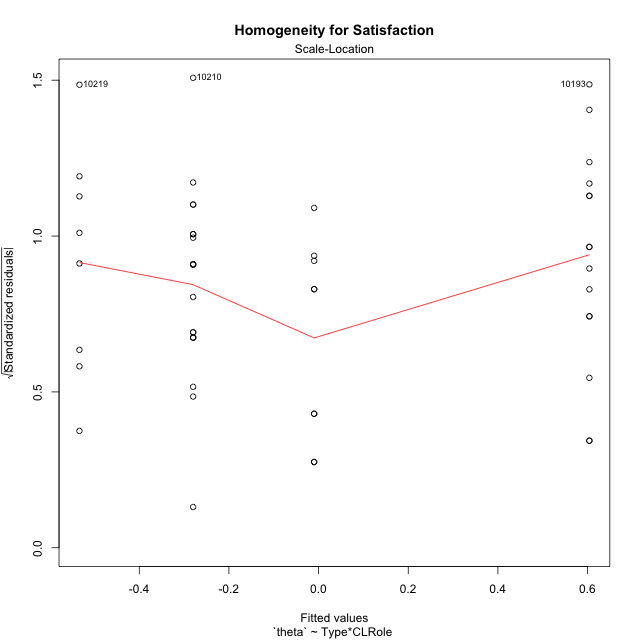 Homogeneity for Satisfaction
Scale-Location
10219
10210
10193
1.5
1.0
0.5
0.0
√|Standardized residuals|
-0.4 -0.2 0.0 0.2 0.4 0.6
Fitted values
`theta` ~ Type*CLRole